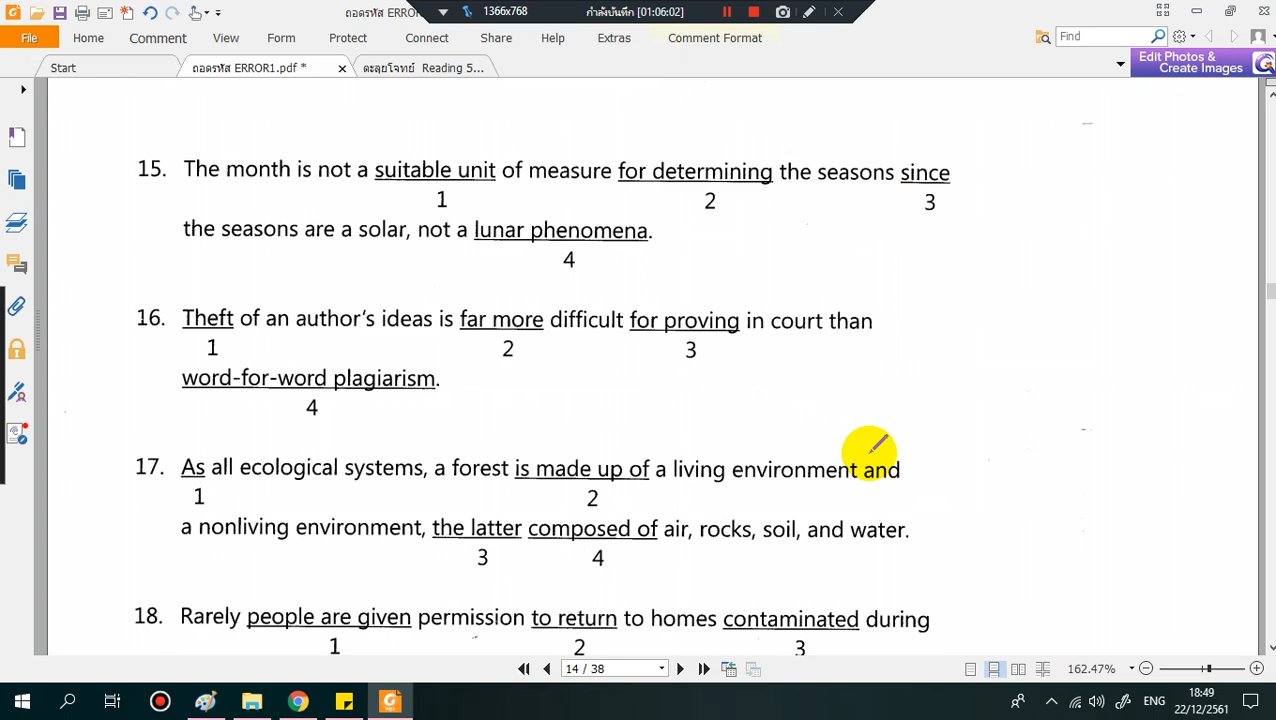 1366x768 กำลังบันทึก [01:06:02]
File Home Comment View Form Protect Connect Share Help Extras Comment Format Find
Edit Photos &
Create Images
Start ถอดรหัส ERROR1.pdf * ตะลุยโจทย์ Reading 5...
15. The month is not a suitable unit of measure for determining the seasons since
1 2 3
the seasons are a solar, not a lunar phenomena.
4
16. Theft of an author's ideas is far more difficult for proving in court than
1 2 3
word-for-word plagiarism.
4
17. As all ecological systems, a forest is made up of a living environment and
1 2
a nonliving environment, the latter composed of air, rocks, soil, and water.
3 4
18. Rarely people are given permission to return to homes contaminated during
1 2 3
14 / 38 162.47%
ENG 18:49
22/12/2561